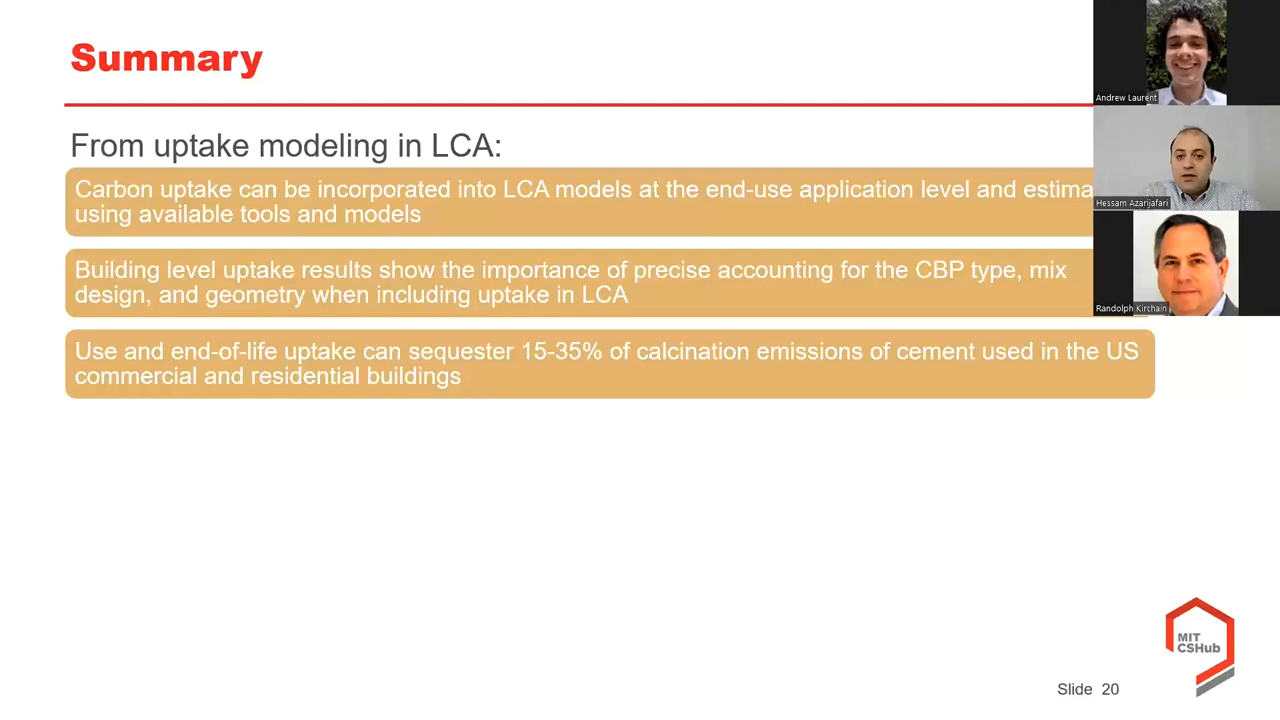 Summary
From uptake modeling in LCA:
Carbon uptake can be incorporated into LCA models at the end-use application level and estima
using available tools and models
Building level uptake results show the importance of precise accounting for the CBP type, mix
design, and geometry when including uptake in LCA
Use and end-of-life uptake can sequester 15-35% of calcination emissions of cement used in the US
commercial and residential buildings
Andrew Laurent
Hessam Azarijafari
Randolph Kirchain
MIT
CSHub
Slide 20